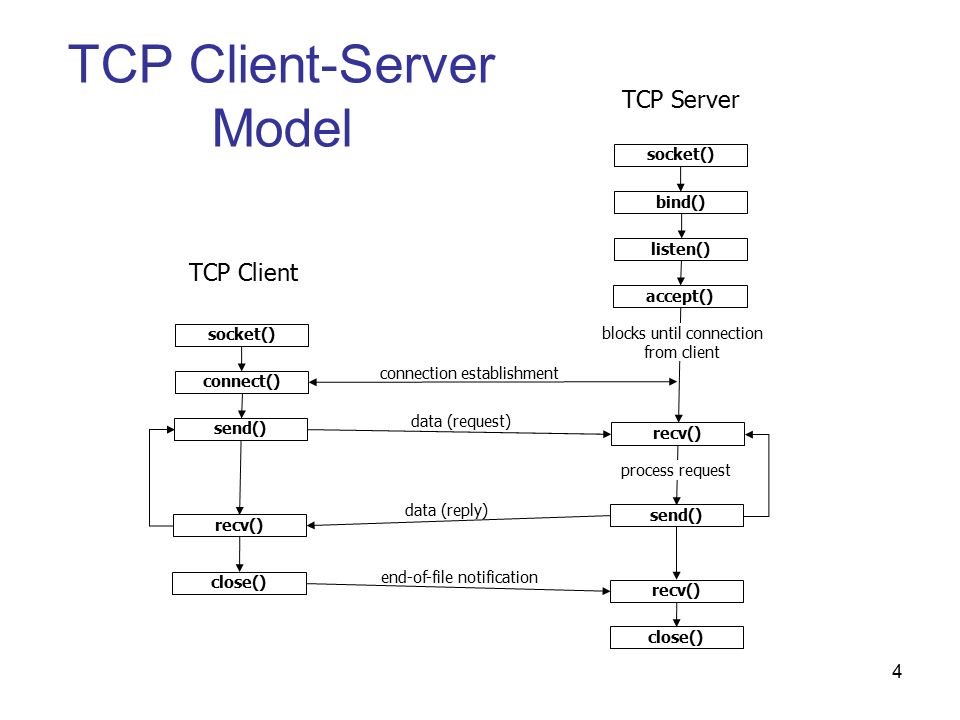 TCP Client-Server
Model
TCP Server
socket()
bind()
listen()
accept()
blocks until connection
from client
TCP Client
socket()
connect()
connection establishment
send()
data (request)
recv()
process request
recv()
data (reply)
send()
close()
end-of-file notification
recv()
close()
4